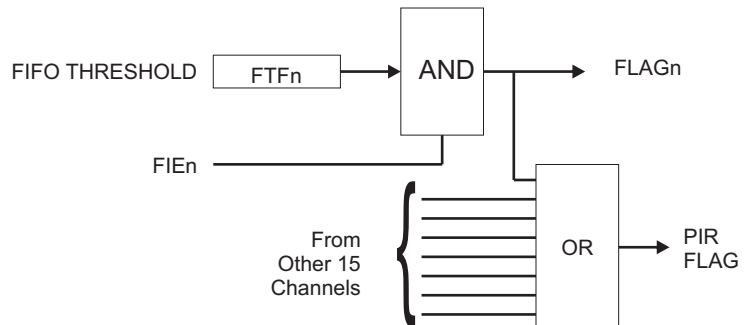 FIFO THRESHOLD
FTFn
AND
FLAGn
FIEn
From
Other 15
Channels
OR
PIR
FLAG